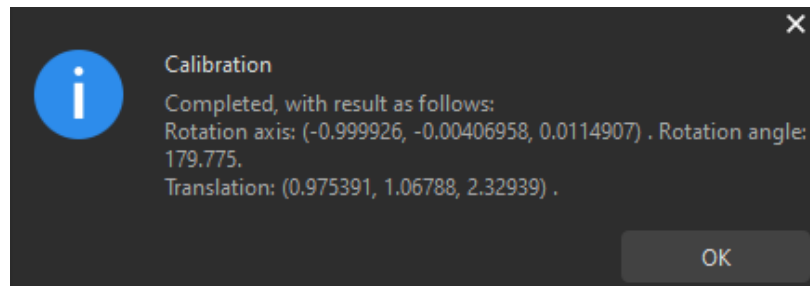 Calibration
Completed, with result as follows:
Rotation axis: (-0.999926, -0.00406958, 0.0114907) . Rotation angle:
179.775.
Translation: (0.975391, 1.06788, 2.32939) .
OK